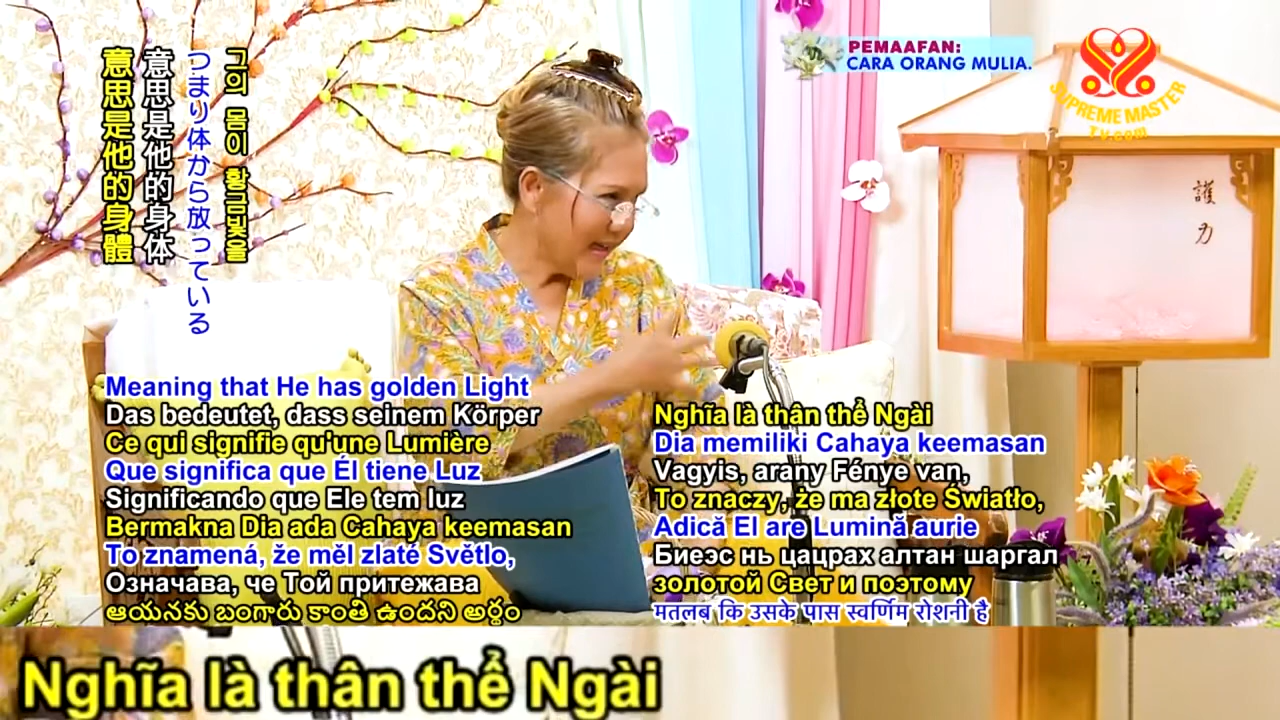 PEMAAFAN:
CARA ORANG MULIA.
SUPREME MASTER
TV.com
그의 몸이 황금빛을
つまり体から放っている
意思是他的身体
意思是他的身體
護力
Meaning that He has golden Light
Das bedeutet, dass seinem Körper
Ce qui signifie qu'une Lumière
Que significa que Él tiene Luz
Significando que Ele tem luz
Bermakna Dia ada Cahaya keemasan
To znamená, že měl zlaté Světlo,
Означава, че Той притежава
ఆయనకు బంగారు కాంతి ఉందని అర్థం
Nghĩa là thân thể Ngài
Dia memiliki Cahaya keemasan
Vagyis, arany Fénye van,
To znaczy, że ma złote Światło,
Adică El are Lumină aurie
Биеэс нь цацрах алтан шаргал
золотой Свет и поэтому
मतलब कि उसके पास स्वर्णिम रोशनी है
Nghĩa là thân thể Ngài